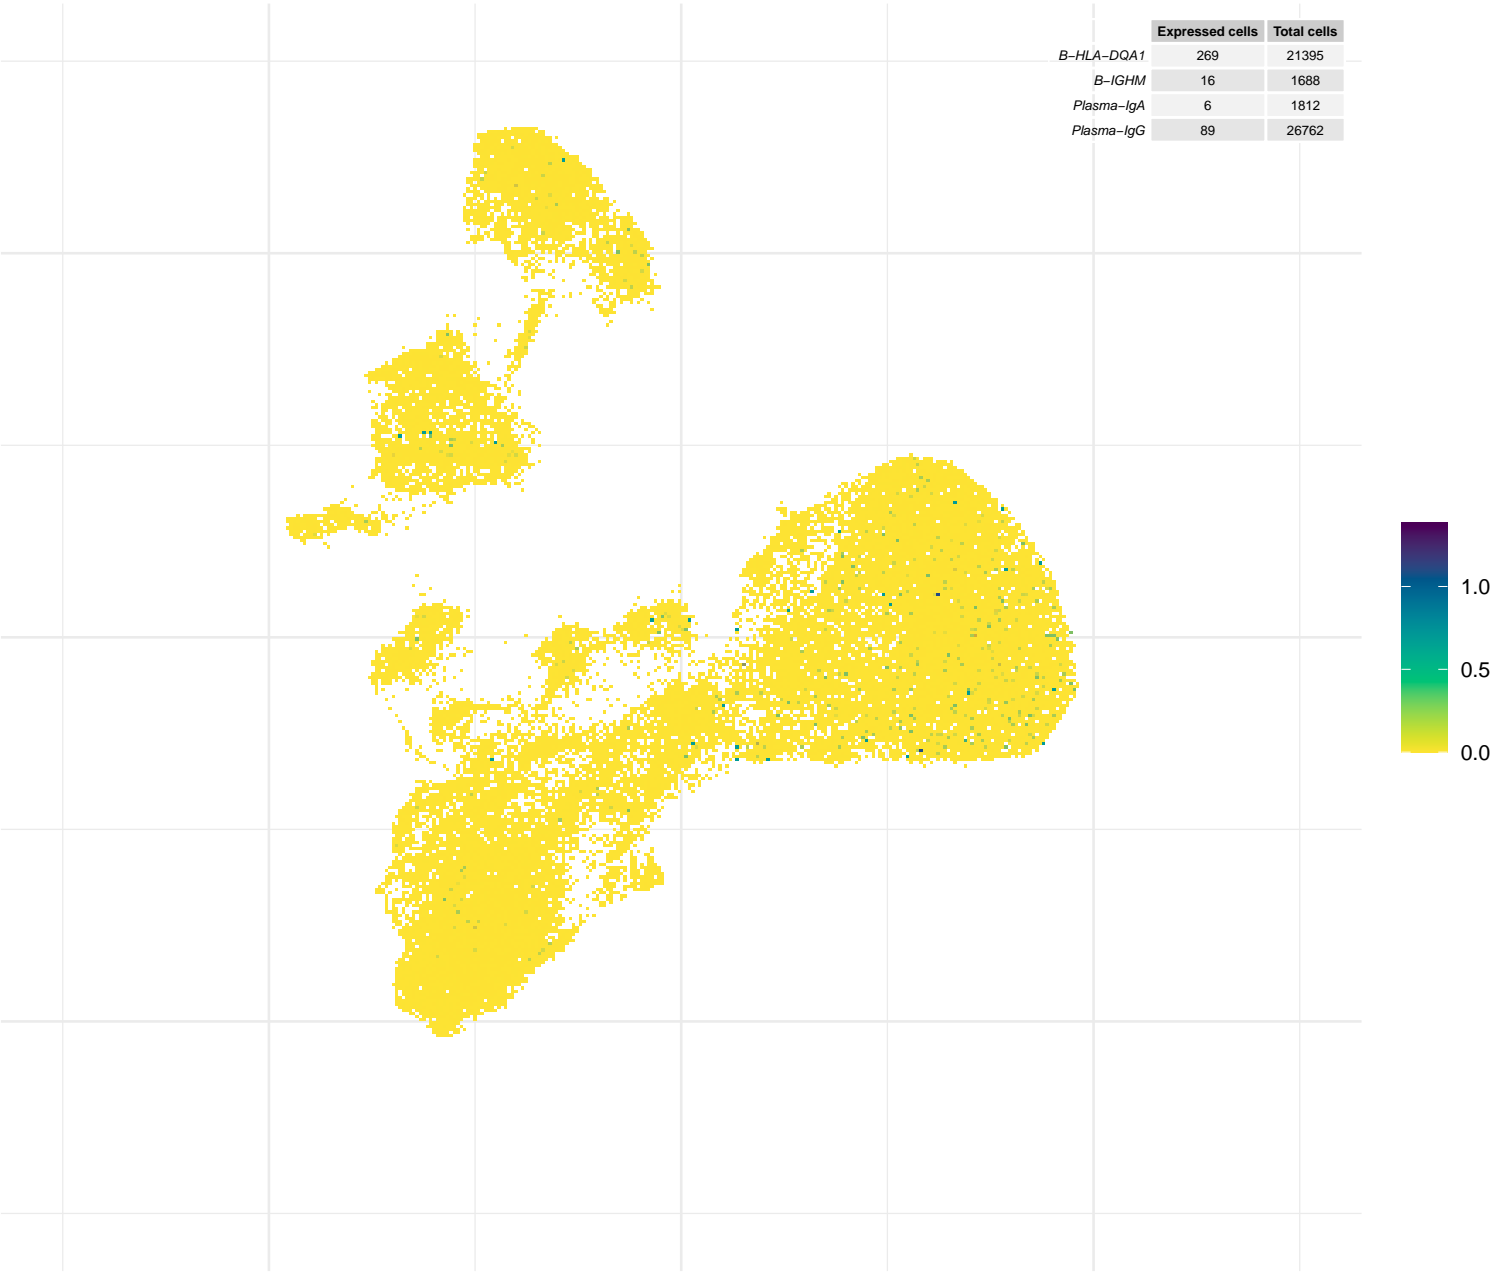 Expressed cells Total cells
B−HLA−DQA1 269 21395
B−IGHM 16 1688
Plasma−IgA 6 1812
Plasma−IgG 89 26762
1.0
0.5
0.0